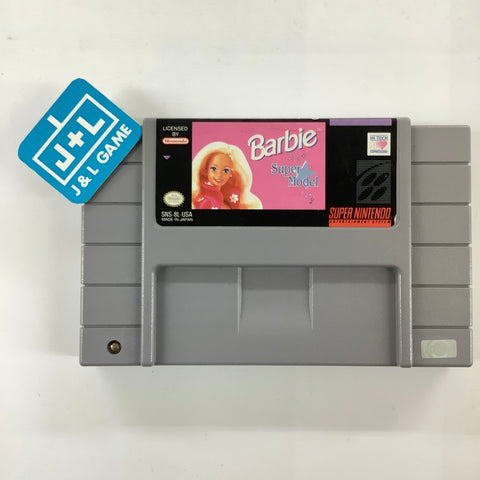 J+L
J & L GAME
LICENSED
BY
Nintendo
Barbie
Super
Model
HI TECH
EXPRESSIONS
SNS-8L-USA
MADE IN JAPAN
SUPER NINTENDO
ENTERTAINMENT SYSTEM